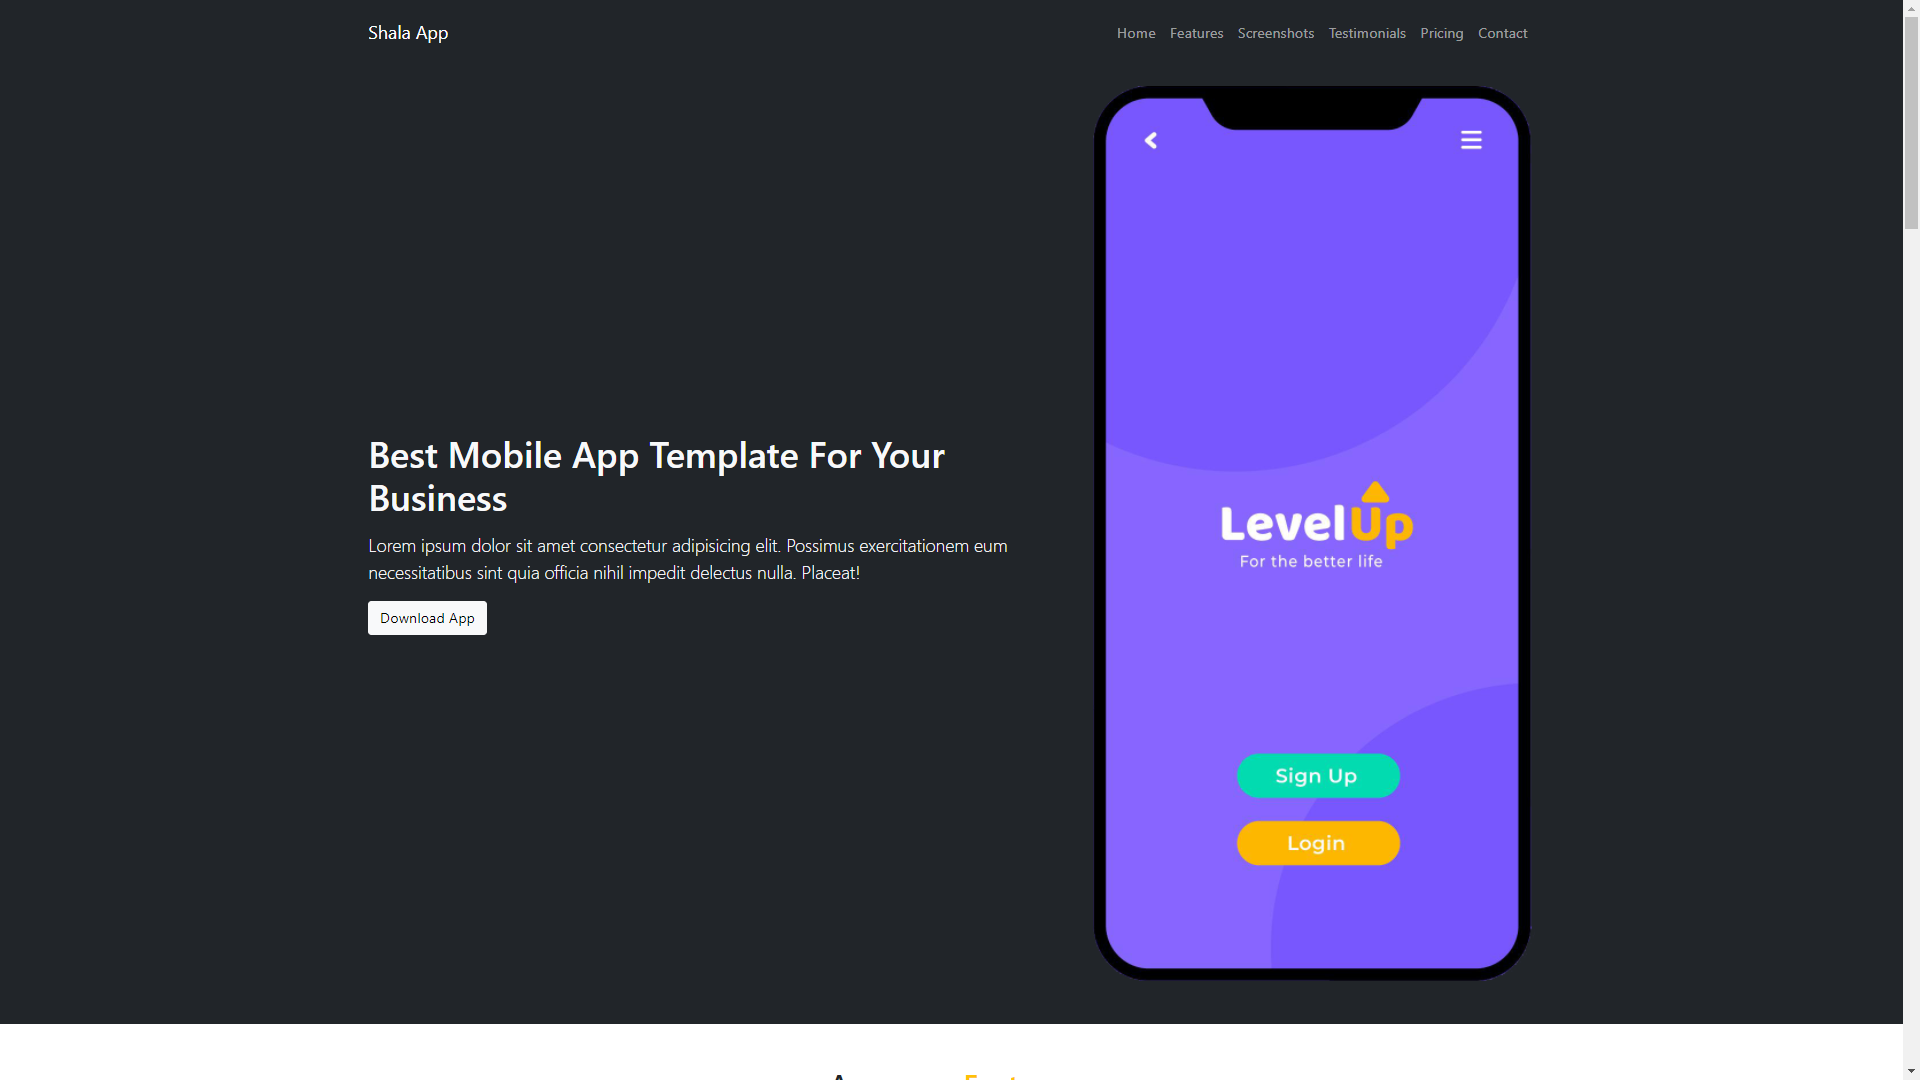 Shala App
Home Features Screenshots Testimonials Pricing Contact
Best Mobile App Template For Your
Business
Lorem ipsum dolor sit amet consectetur adipisicing elit. Possimus exercitationem eum
necessitatibus sint quia officia nihil impedit delectus nulla. Placeat!
Download App
LevelUp
For the better life
Sign Up
Login